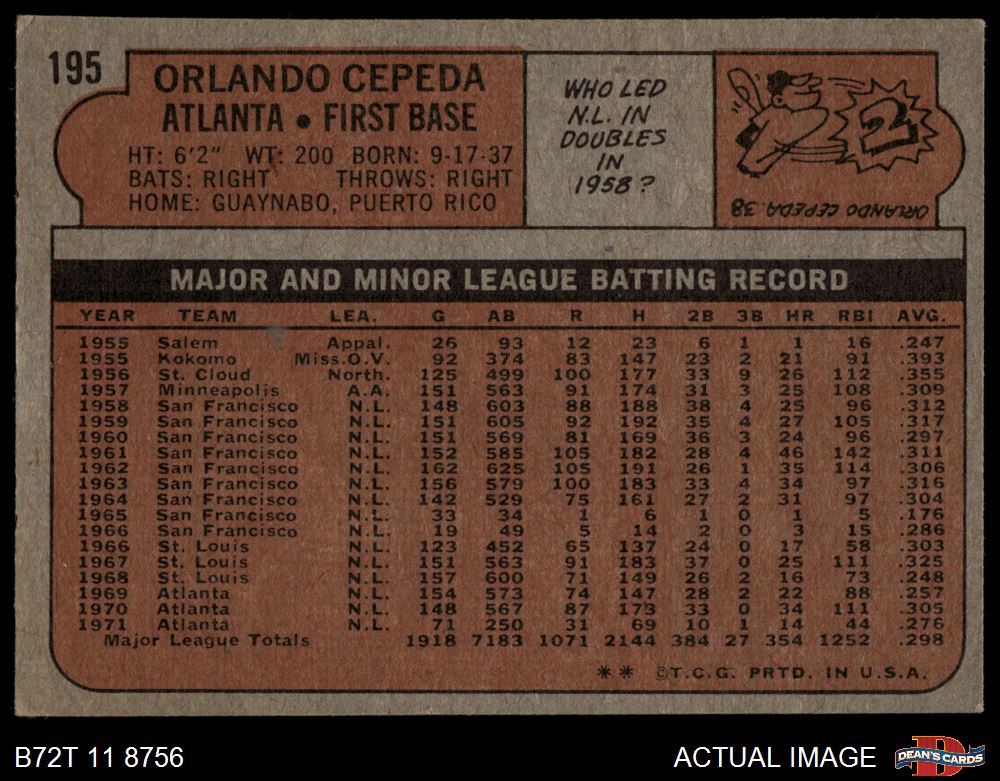 195
ORLANDO CEPEDA
ATLANTA • FIRST BASE
HT: 6'2" WT: 200 BORN: 9-17-37
BATS: RIGHT THROWS: RIGHT
HOME: GUAYNABO, PUERTO RICO
WHO LED
N.L. IN
DOUBLES
IN
1958?
2
ORLANDO CEPEDA. 38
MAJOR AND MINOR LEAGUE BATTING RECORD
YEAR TEAM LEA. G AB R H 2B 3B HR RBI AVG.
1955 Salem Appal. 26 93 12 23 6 1 1 16 .247
1955 Kokomo Miss.O.V. 92 374 83 147 23 2 21 91 .393
1956 St. Cloud North. 125 499 100 177 33 9 26 112 .355
1957 Minneapolis A.A. 151 563 91 174 31 3 25 108 .309
1958 San Francisco N.L. 148 603 88 188 38 4 25 96 .312
1959 San Francisco N.L. 151 605 92 192 35 4 27 105 .317
1960 San Francisco N.L. 151 569 81 169 36 3 24 96 .297
1961 San Francisco N.L. 152 585 105 182 28 4 46 142 .311
1962 San Francisco N.L. 162 625 105 191 26 1 35 114 .306
1963 San Francisco N.L. 156 579 100 183 33 4 34 97 .316
1964 San Francisco N.L. 142 529 75 161 27 2 31 97 .304
1965 San Francisco N.L. 33 34 1 6 1 0 1 5 .176
1966 San Francisco N.L. 19 49 5 14 2 0 3 15 .286
1966 St. Louis N.L. 123 452 65 137 24 0 17 58 .303
1967 St. Louis N.L. 151 563 91 183 37 0 25 111 .325
1968 St. Louis N.L. 157 600 71 149 26 2 16 73 .248
1969 Atlanta N.L. 154 573 74 147 28 2 22 88 .257
1970 Atlanta N.L. 148 567 87 173 33 0 34 111 .305
1971 Atlanta N.L. 71 250 31 69 10 1 14 44 .276
Major League Totals 1918 7183 1071 2144 384 27 354 1252 .298
** ©T.C.G. PRTD. IN U.S.A.
B72T 11 8756
ACTUAL IMAGE
D
DEAN'S CARDS